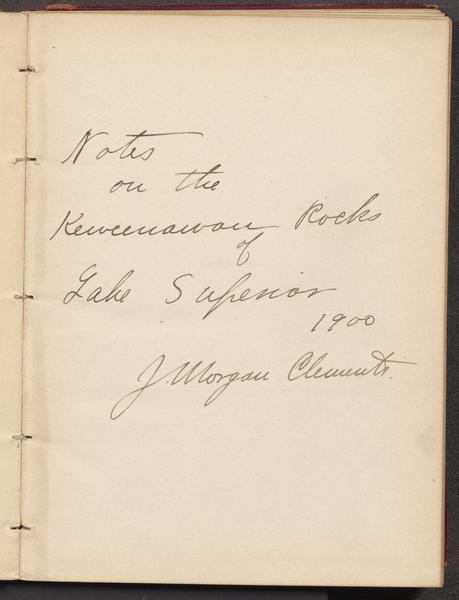 Notes
on the
Keweenawan Rocks
of
Lake Superior
1900
J. Morgan Clements.